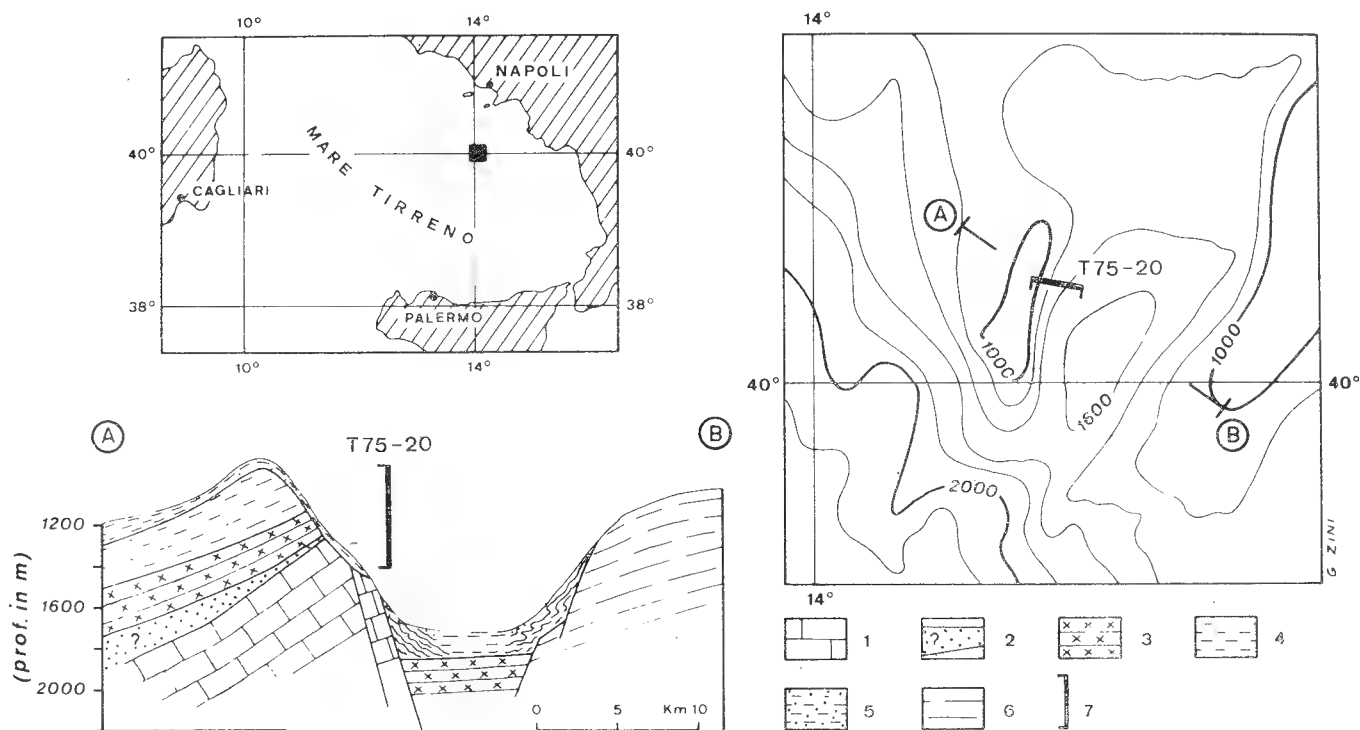 10° 14°
NAPOLI
40° 40°
MARE TIRRENO
CAGLIARI
38° 38°
PALERMO
10° 14°
14°
A
T75-20
1000
1000
40° 40°
1600
B
2000
G ZINI
14°
A B
T75-20
(prof. in m)
1200
1600
?
2000
0 5 Km 10
1
? 2
3
4
5
6
7